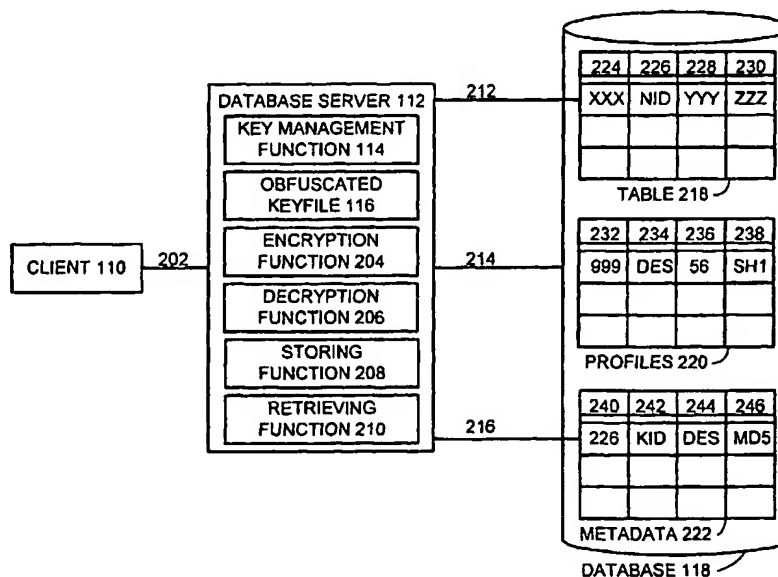 CLIENT 110
202
DATABASE SERVER 112
KEY MANAGEMENT
FUNCTION 114
OBFUSCATED
KEYFILE 116
ENCRYPTION
FUNCTION 204
DECRYPTION
FUNCTION 206
STORING
FUNCTION 208
RETRIEVING
FUNCTION 210
212
214
216
224 226 228 230
XXX NID YYY ZZZ
TABLE 218
232 234 236 238
999 DES 56 SH1
PROFILES 220
240 242 244 246
226 KID DES MD5
METADATA 222
DATABASE 118